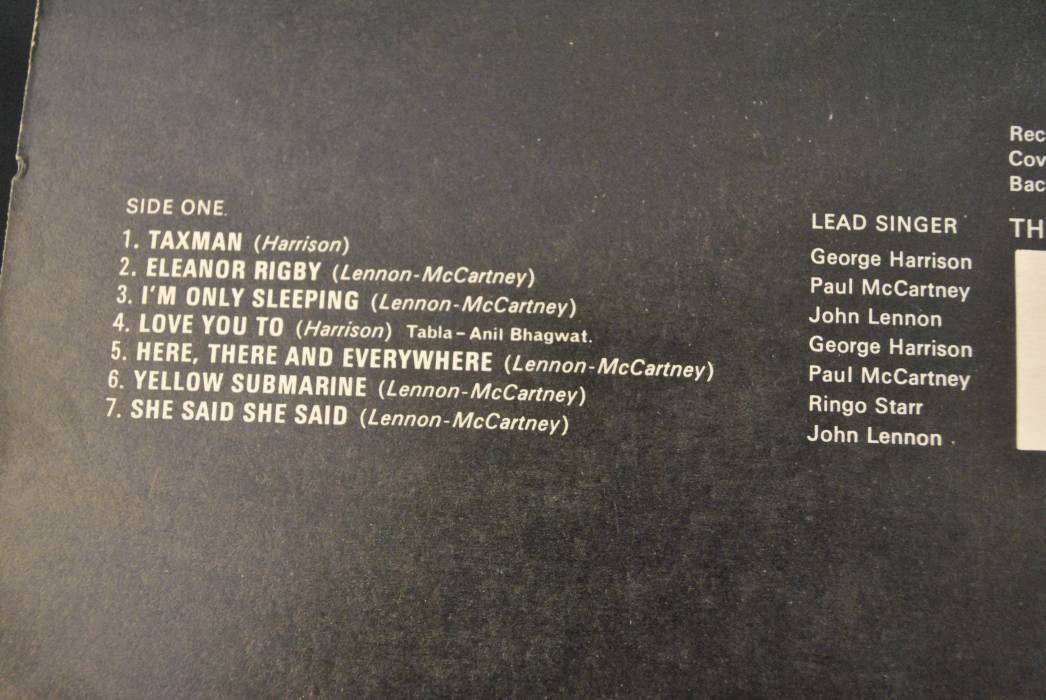 SIDE ONE.
1. TAXMAN (Harrison)
2. ELEANOR RIGBY (Lennon-McCartney)
3. I'M ONLY SLEEPING (Lennon-McCartney)
4. LOVE YOU TO (Harrison) Tabla – Anil Bhagwat.
5. HERE, THERE AND EVERYWHERE (Lennon-McCartney)
6. YELLOW SUBMARINE (Lennon-McCartney)
7. SHE SAID SHE SAID (Lennon-McCartney)
LEAD SINGER
George Harrison
Paul McCartney
John Lennon
George Harrison
Paul McCartney
Ringo Starr
John Lennon
Rec
Cov
Bac
TH